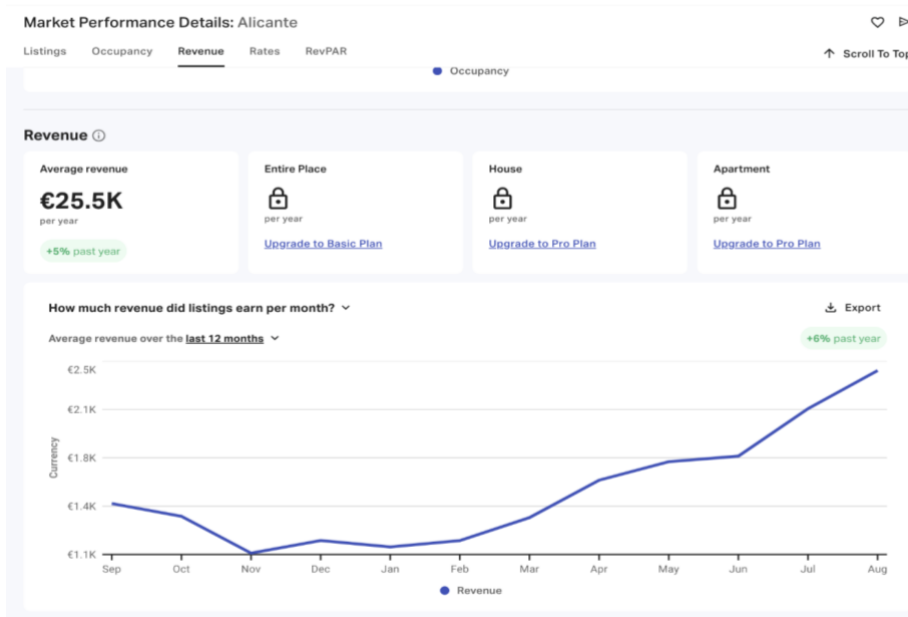 Market Performance Details: Alicante
Listings Occupancy Revenue Rates RevPAR
Scroll To Top
Occupancy
Revenue
Average revenue
€25.5K
per year
+5% past year
Entire Place
per year
Upgrade to Basic Plan
House
per year
Upgrade to Pro Plan
Apartment
per year
Upgrade to Pro Plan
How much revenue did listings earn per month?
Export
Average revenue over the last 12 months
+6% past year
Currency
€2.5K
€2.1K
€1.8K
€1.4K
€1.1K
Sep Oct Nov Dec Jan Feb Mar Apr May Jun Jul Aug
Revenue